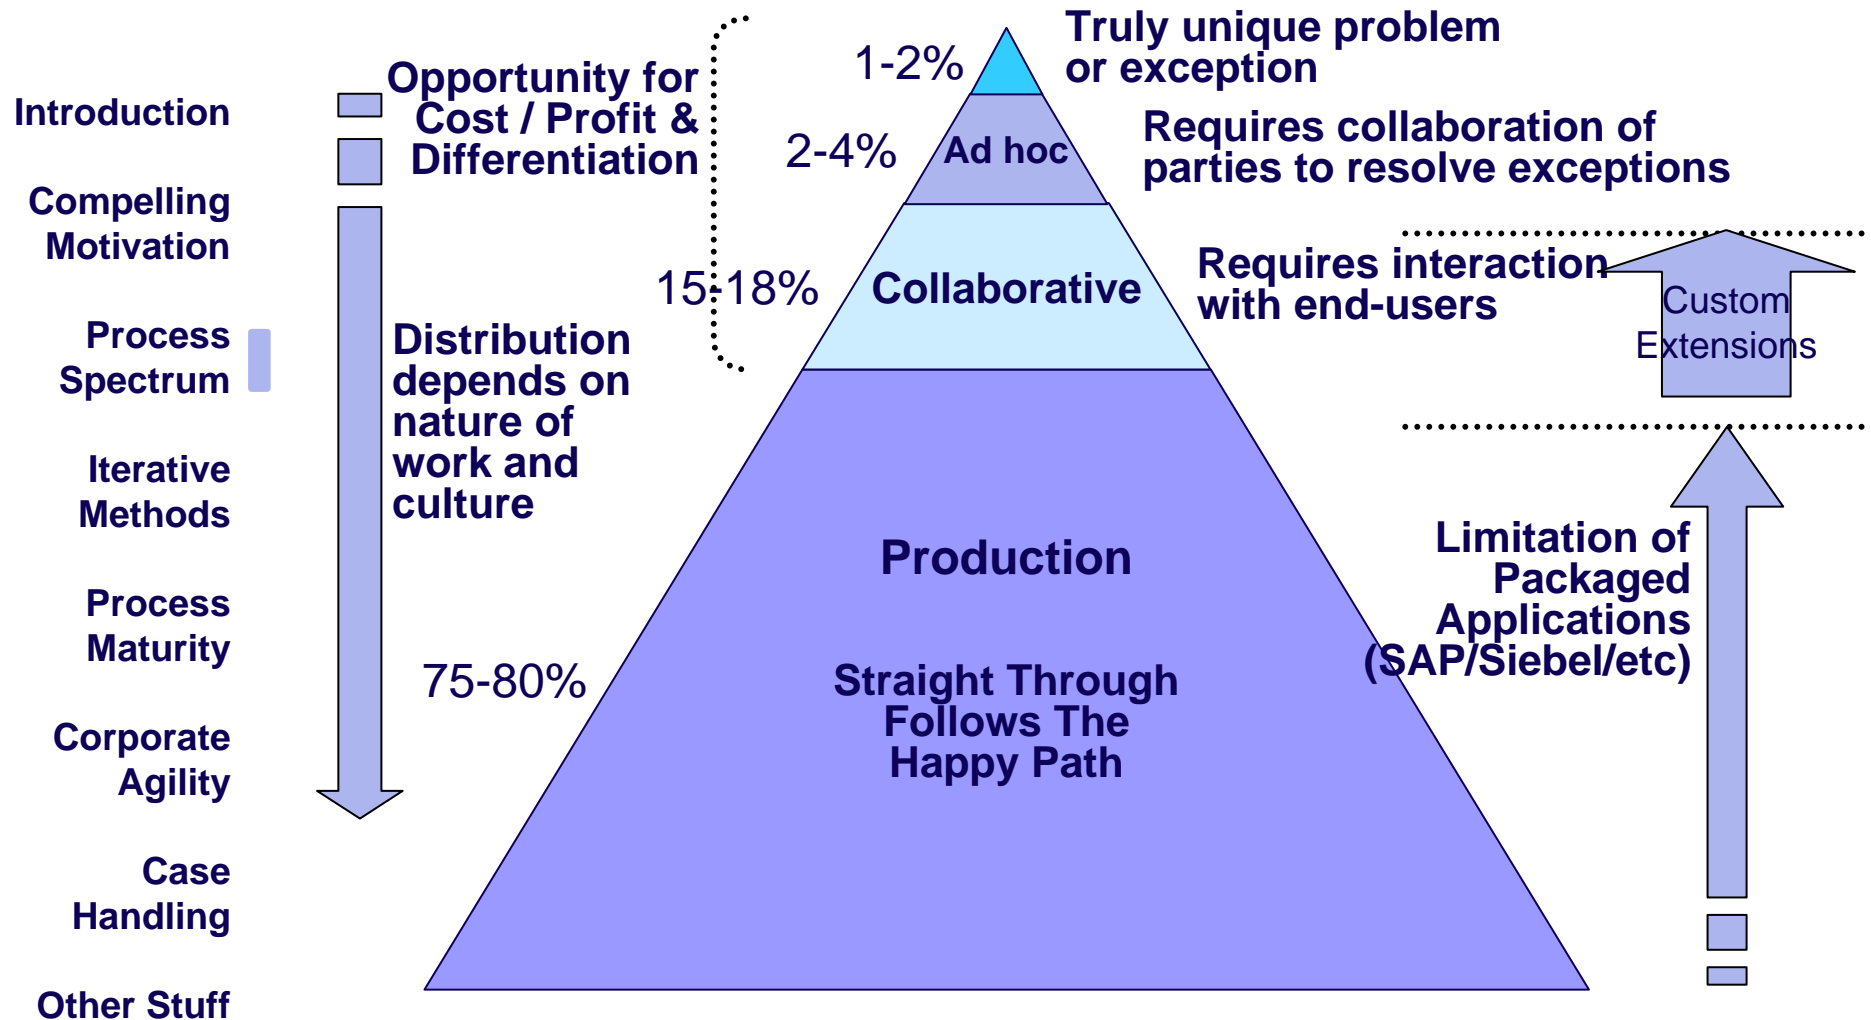 Introduction
Compelling
Motivation
Process
Spectrum
Iterative
Methods
Process
Maturity
Corporate
Agility
Case
Handling
Other Stuff
Opportunity for
Cost / Profit &
Differentiation
Distribution
depends on
nature of
work and
culture
1-2%
Truly unique problem
or exception
2-4%
Ad hoc
Requires collaboration of
parties to resolve exceptions
15-18%
Collaborative
Requires interaction
with end-users
Custom
Extensions
75-80%
Production
Straight Through
Follows The
Happy Path
Limitation of
Packaged
Applications
(SAP/Siebel/etc)